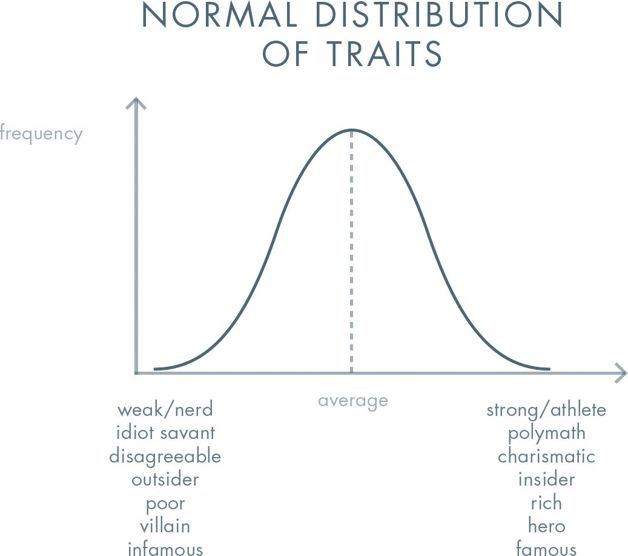 NORMAL DISTRIBUTION
OF TRAITS
frequency
average
weak/nerd
idiot savant
disagreeable
outsider
poor
villain
infamous
strong/athlete
polymath
charismatic
insider
rich
hero
famous